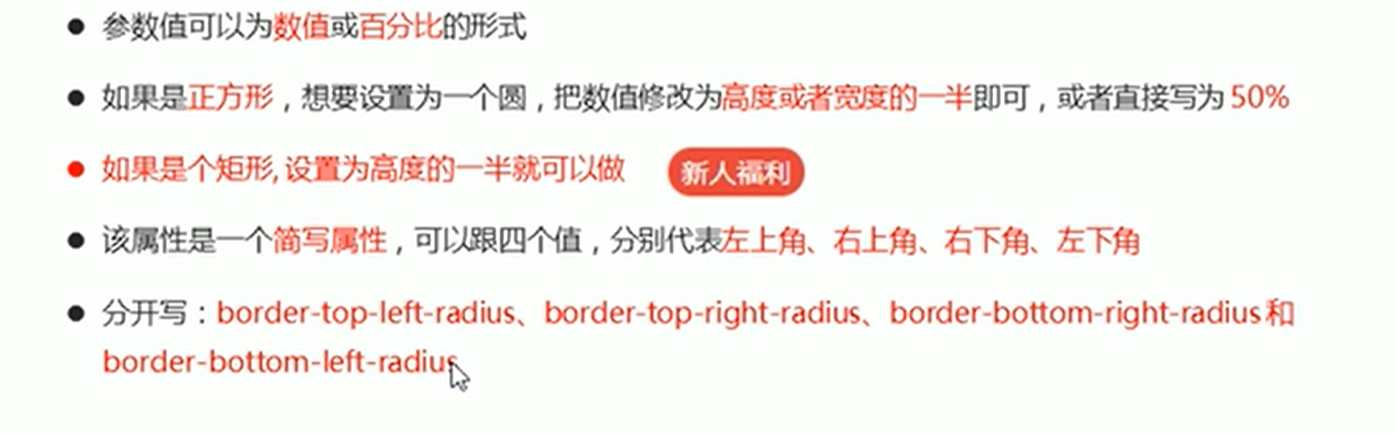 ● 参数值可以为数值或百分比的形式
● 如果是正方形，想要设置为一个圆，把数值修改为高度或者宽度的一半即可，或者直接写为 50%
● 如果是个矩形, 设置为高度的一半就可以做 新人福利
● 该属性是一个简写属性，可以跟四个值，分别代表左上角、右上角、右下角、左下角
● 分开写：border-top-left-radius、border-top-right-radius、border-bottom-right-radius 和
border-bottom-left-radius